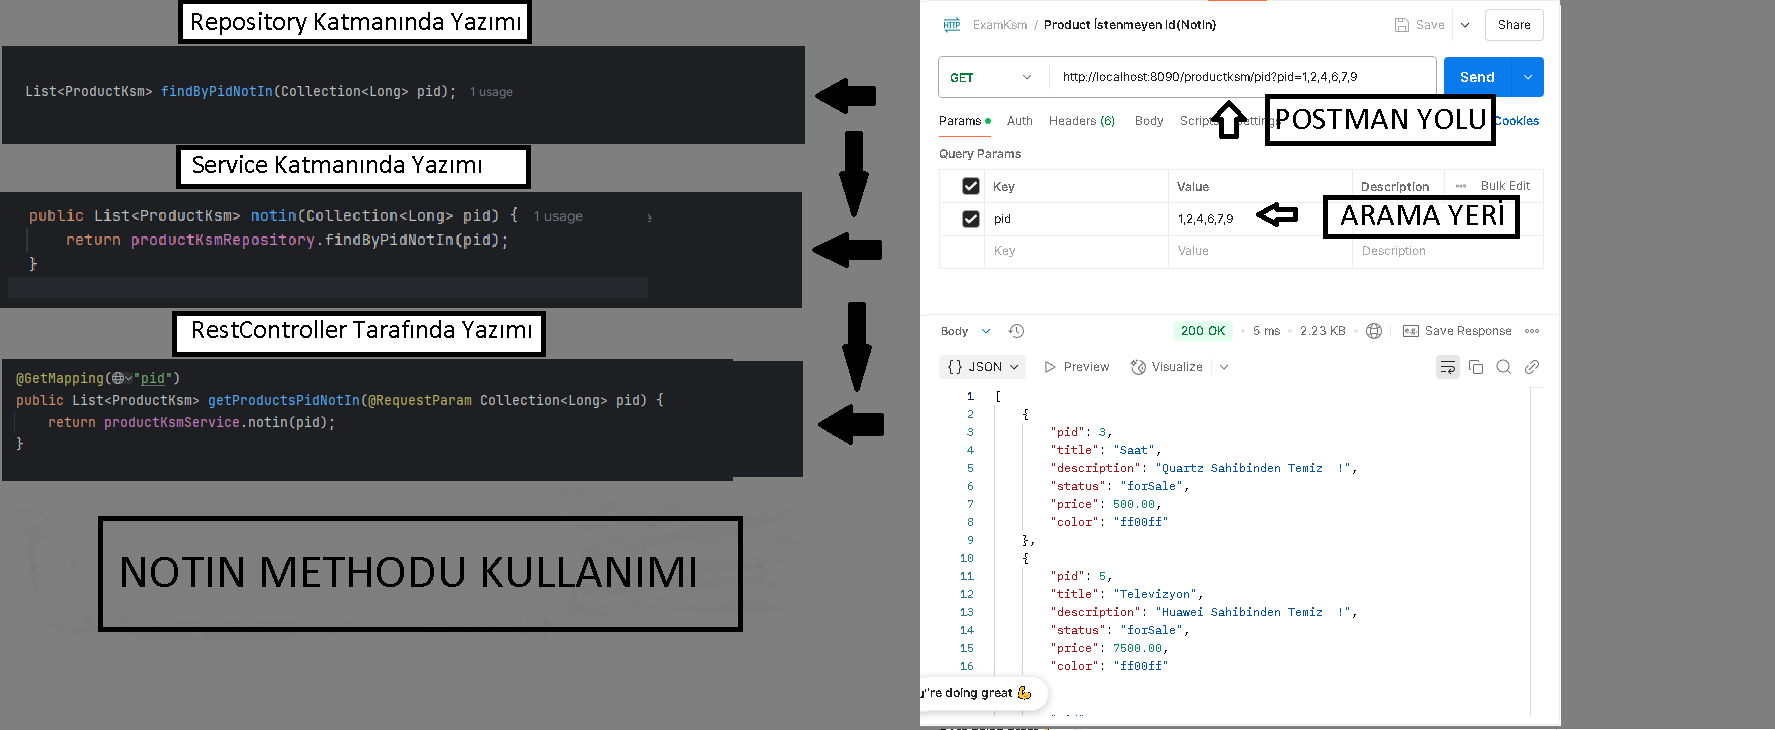 Repository Katmanında Yazımı
List<ProductKsm> findByPidNotIn(Collection<Long> pid); 1 usage
Service Katmanında Yazımı
public List<ProductKsm> notin(Collection<Long> pid) { 1 usage
return productKsmRepository.findByPidNotIn(pid);
}
RestController Tarafında Yazımı
@GetMapping("pid")
public List<ProductKsm> getProductsPidNotIn(@RequestParam Collection<Long> pid) {
return productKsmService.notin(pid);
}
NOTIN METHODU KULLANIMI
HTTP ExamKsm / Product İstenmeyen Id(NotIn) Save Share
GET http://localhost:8090/productksm/pid?pid=1,2,4,6,7,9 Send
POSTMAN YOLU
Params Auth Headers (6) Body Scripts Settings Cookies
Query Params
Key Value Description Bulk Edit
pid 1,2,4,6,7,9
ARAMA YERİ
Key Value Description
Body 200 OK 5 ms 2.23 KB Save Response
{} JSON Preview Visualize
1 [
2 {
3 "pid": 3,
4 "title": "Saat",
5 "description": "Quartz Sahibinden Temiz  !",
6 "status": "forSale",
7 "price": 500.00,
8 "color": "ff00ff"
9 },
10 {
11 "pid": 5,
12 "title": "Televizyon",
13 "description": "Huawei Sahibinden Temiz  !",
14 "status": "forSale",
15 "price": 7500.00,
16 "color": "ff00ff"
u're doing great 💪